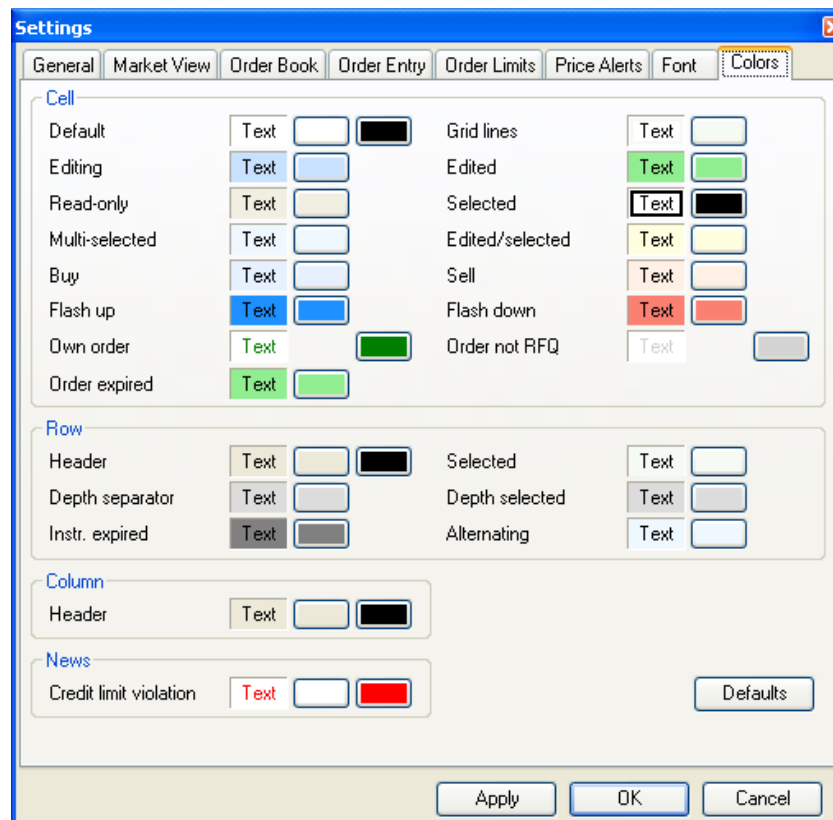 Settings
General Market View Order Book Order Entry Order Limits Price Alerts Font Colors
Cell
Default Text Grid lines Text
Editing Text Edited Text
Read-only Text Selected Text
Multi-selected Text Edited/selected Text
Buy Text Sell Text
Flash up Text Flash down Text
Own order Text Order not RFQ Text
Order expired Text
Row
Header Text Selected Text
Depth separator Text Depth selected Text
Instr. expired Text Alternating Text
Column
Header Text
News
Credit limit violation Text Defaults
Apply OK Cancel